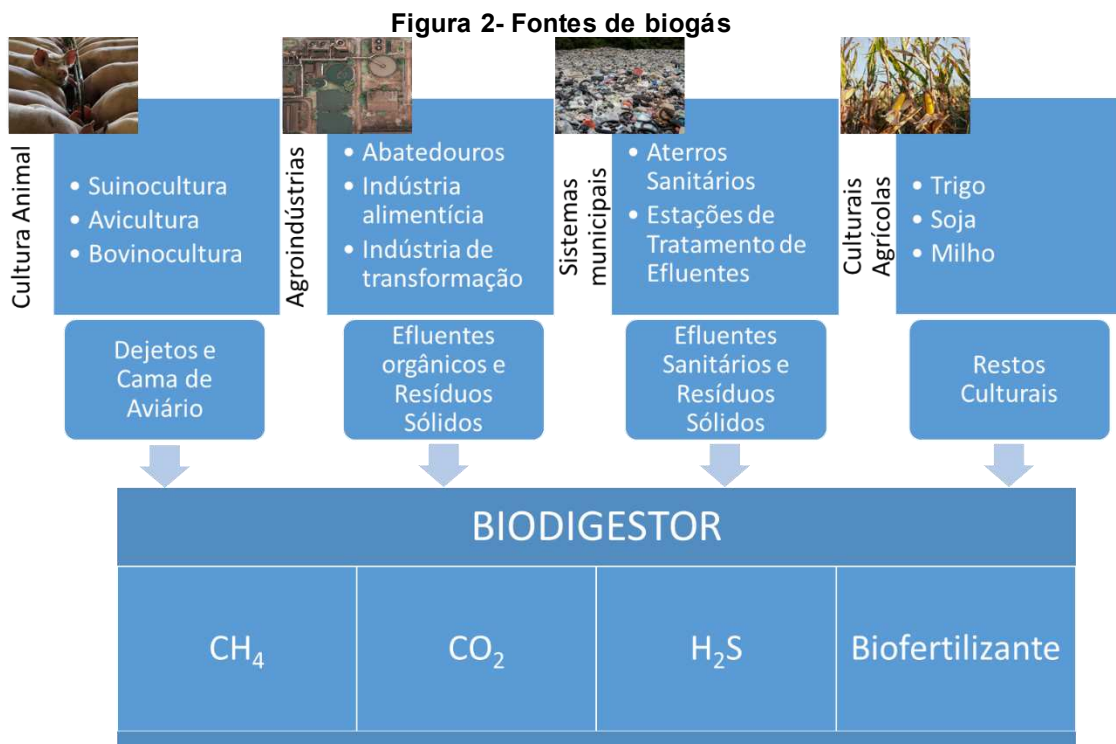 Figura 2- Fontes de biogás
Cultura Animal
• Suinocultura
• Avicultura
• Bovinocultura
Agroindústrias
• Abatedouros
• Indústria
alimentícia
• Indústria de
transformação
Sistemas
municipais
• Aterros
Sanitários
• Estações de
Tratamento de
Efluentes
Culturais
Agrícolas
• Trigo
• Soja
• Milho
Dejetos e
Cama de
Aviário
Efluentes
orgânicos e
Resíduos
Sólidos
Efluentes
Sanitários e
Resíduos
Sólidos
Restos
Culturais
BIODIGESTOR
CH₄
CO₂
H₂S
Biofertilizante